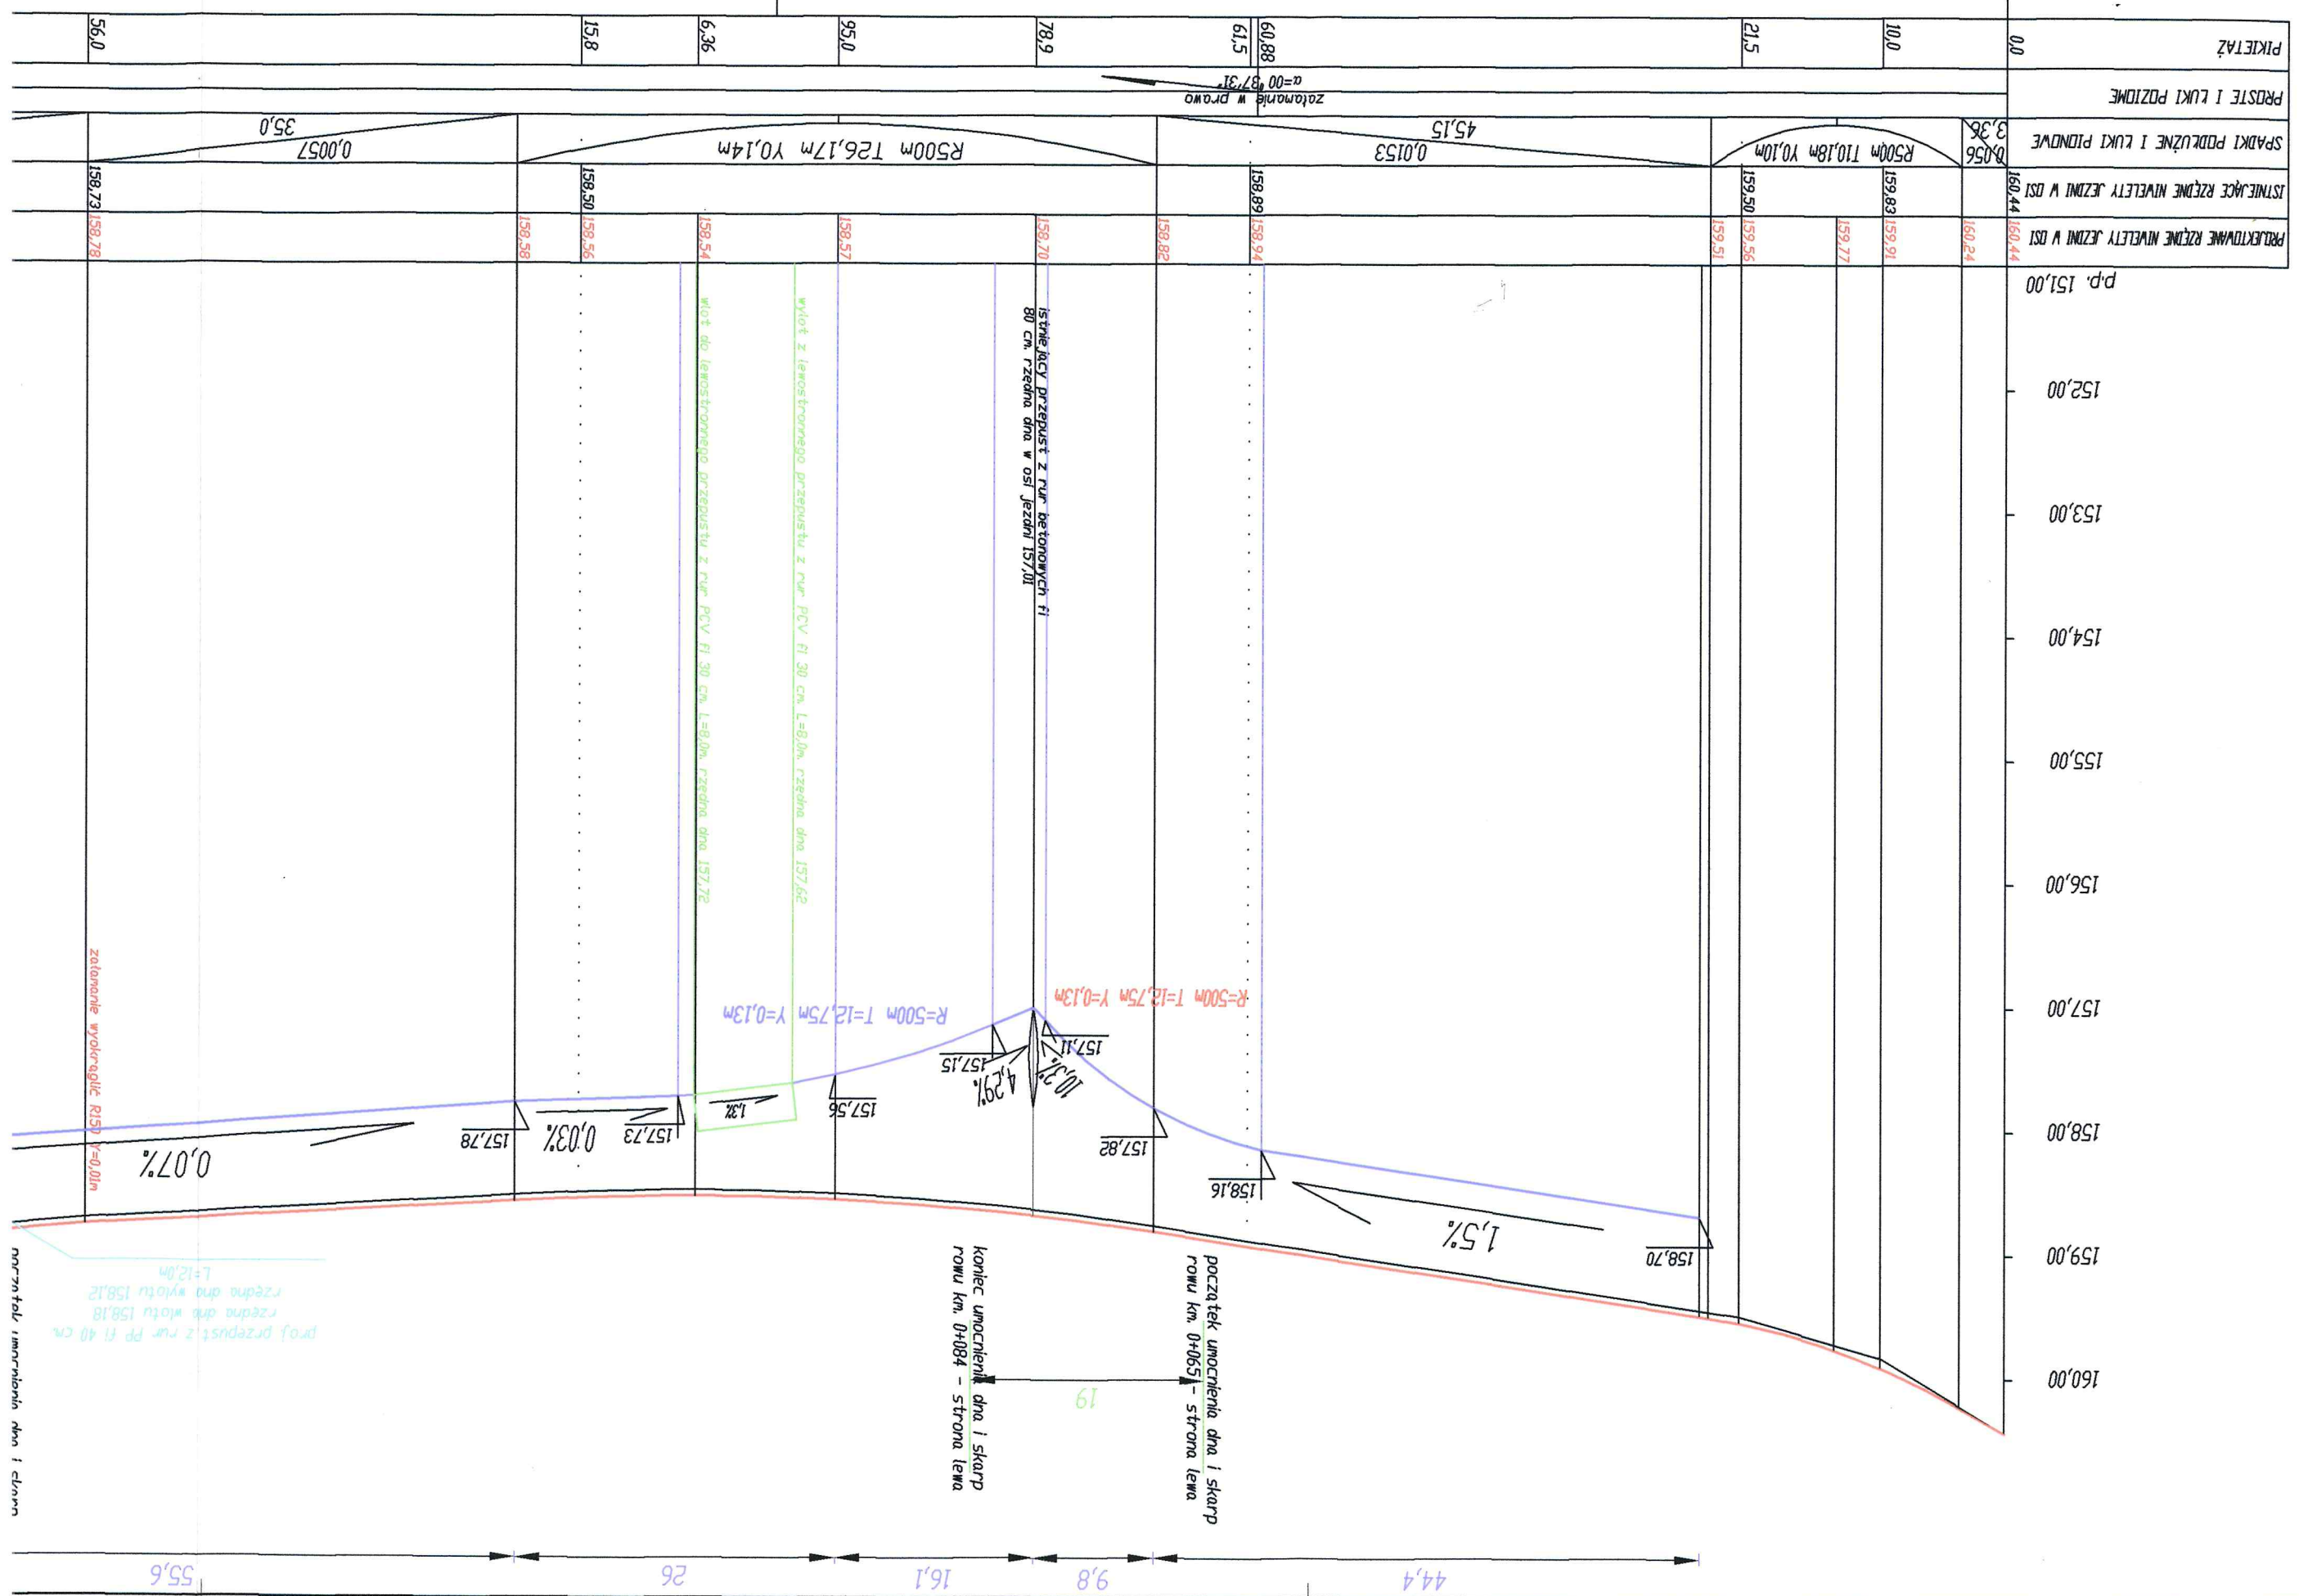 55,6
26
16,1
9,8
44,4
początek umocnienia dna i skarp
rowu km. 0+065 - strona lewa
19
koniec umocnienia dna i skarp
rowu km. 0+084 - strona lewa
proj przepust z rur PP fi 40 cm.
rzędna dna wlotu 158,18
rzędna dna wylotu 158,12
L=12,0m
160,00
159,00
158,00
157,00
156,00
155,00
154,00
153,00
152,00
p.p. 151,00
158,70
1,5%
158,16
157,82
10,3%
157,11
4,29%
157,15
157,56
1,3%
157,73
0,03%
157,78
0,07%
R=500m T=12,75m Y=0,13m
R=500m T=12,75m Y=0,13m
załamanie wyokrąglić R150 Y=0,01m
istniejący przepust z rur betonowych fi
80 cm. rzędna dna w osi jezdni 157,01
wylot z lewostronnego przepustu z rur PCV fi 30 cm. L=8,0m. rzędna dna 157,62
wlot do lewostronnego przepustu z rur PCV fi 30 cm. L=8,0m. rzędna dna 157,72
PROJEKTOWANE RZĘDNE NIWELETY JEZDNI W OSI
160,44
160,24
159,91
159,77
159,56
159,51
158,94
158,82
158,70
158,57
158,54
158,56
158,58
158,78
ISTNIEJĄCE RZĘDNE NIWELETY JEZDNI W OSI
160,44
159,83
159,50
158,89
158,50
158,73
SPADKI PODŁUŻNE I ŁUKI PIONOWE
0,056
3,36
R500m T10,18m Y0,10m
0,0153
45,15
R500m T26,17m Y0,14m
0,0057
35,0
PROSTE I ŁUKI POZIOME
załamanie w prawo
α=00°37'31"
PIKIETAŻ
0,0
10,0
21,5
60,88
61,5
78,9
95,0
6,36
15,8
56,0